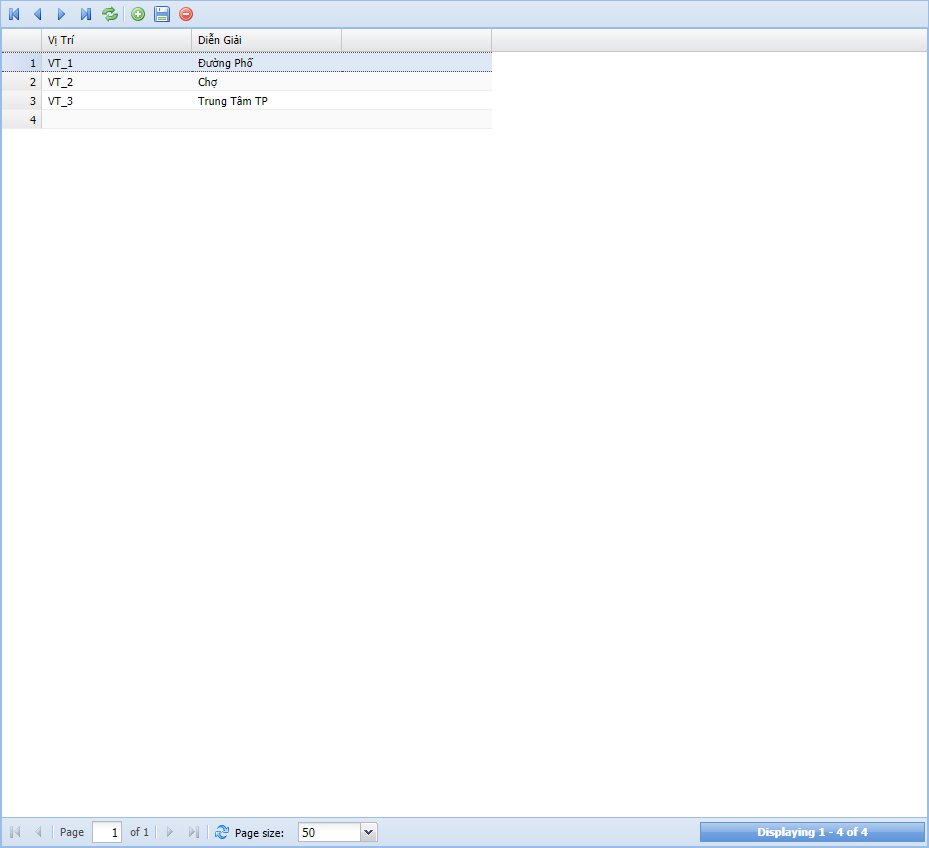 Vị Trí Diễn Giải
1 VT_1 Đường Phố
2 VT_2 Chợ
3 VT_3 Trung Tâm TP
4
Page 1 of 1 Page size: 50 Displaying 1 - 4 of 4